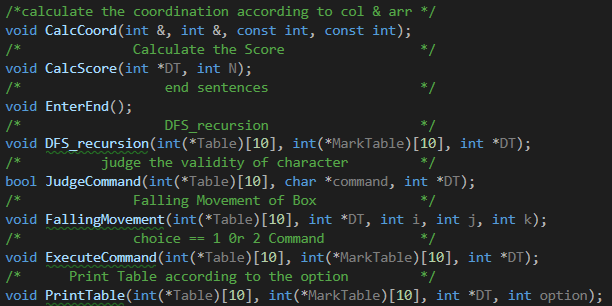 /*calculate the coordination according to col & arr */
void CalcCoord(int &, int &, const int, const int);
/*             Calculate the Score                 */
void CalcScore(int *DT, int N);
/*                 end sentences                   */
void EnterEnd();
/*                 DFS_recursion                   */
void DFS_recursion(int(*Table)[10], int(*MarkTable)[10], int *DT);
/*         judge the validity of character         */
bool JudgeCommand(int(*Table)[10], char *command, int *DT);
/*             Falling Movement of Box             */
void FallingMovement(int(*Table)[10], int *DT, int i, int j, int k);
/*             choice == 1 0r 2 Command            */
void ExecuteCommand(int(*Table)[10], int(*MarkTable)[10], int *DT);
/*     Print Table according to the option         */
void PrintTable(int(*Table)[10], int(*MarkTable)[10], int *DT, int option);